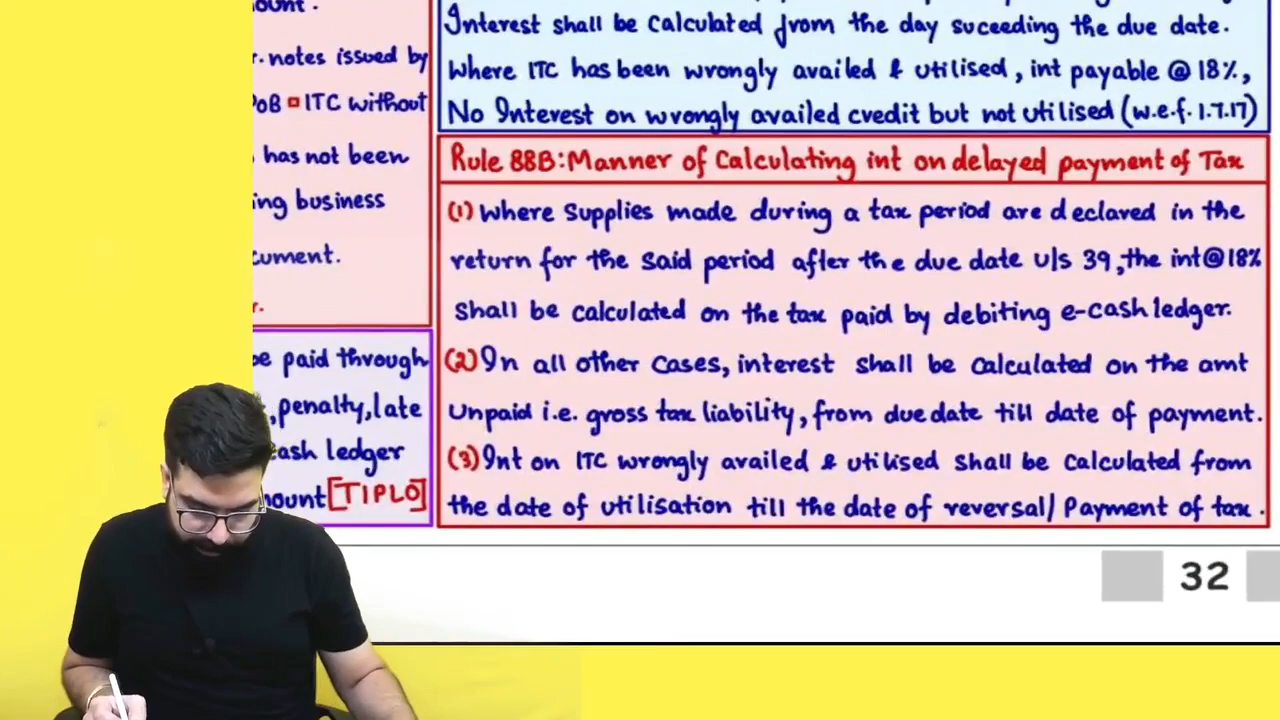 ount.
r. notes issued by
POB ITC without
has not been
ing business
cument.
r.
be paid through
, penalty, late
cash ledger
mount [TIPLO]
Interest shall be calculated from the day suceeding the due date.
Where ITC has been wrongly availed & utilised, int payable @ 18%,
No Interest on wrongly availed credit but not utilised (w.e.f. 1.7.17)
Rule 88B: Manner of Calculating int on delayed payment of Tax
(1) Where Supplies made during a tax period are declared in the
return for the said period after the due date u/s 39, the int @ 18%
Shall be calculated on the tax paid by debiting e-cash ledger.
(2) In all other cases, interest shall be calculated on the amt
Unpaid i.e. gross tax liability, from due date till date of payment.
(3) Int on ITC wrongly availed & utilised shall be calculated from
the date of utilisation till the date of reversal/ Payment of tax.
32